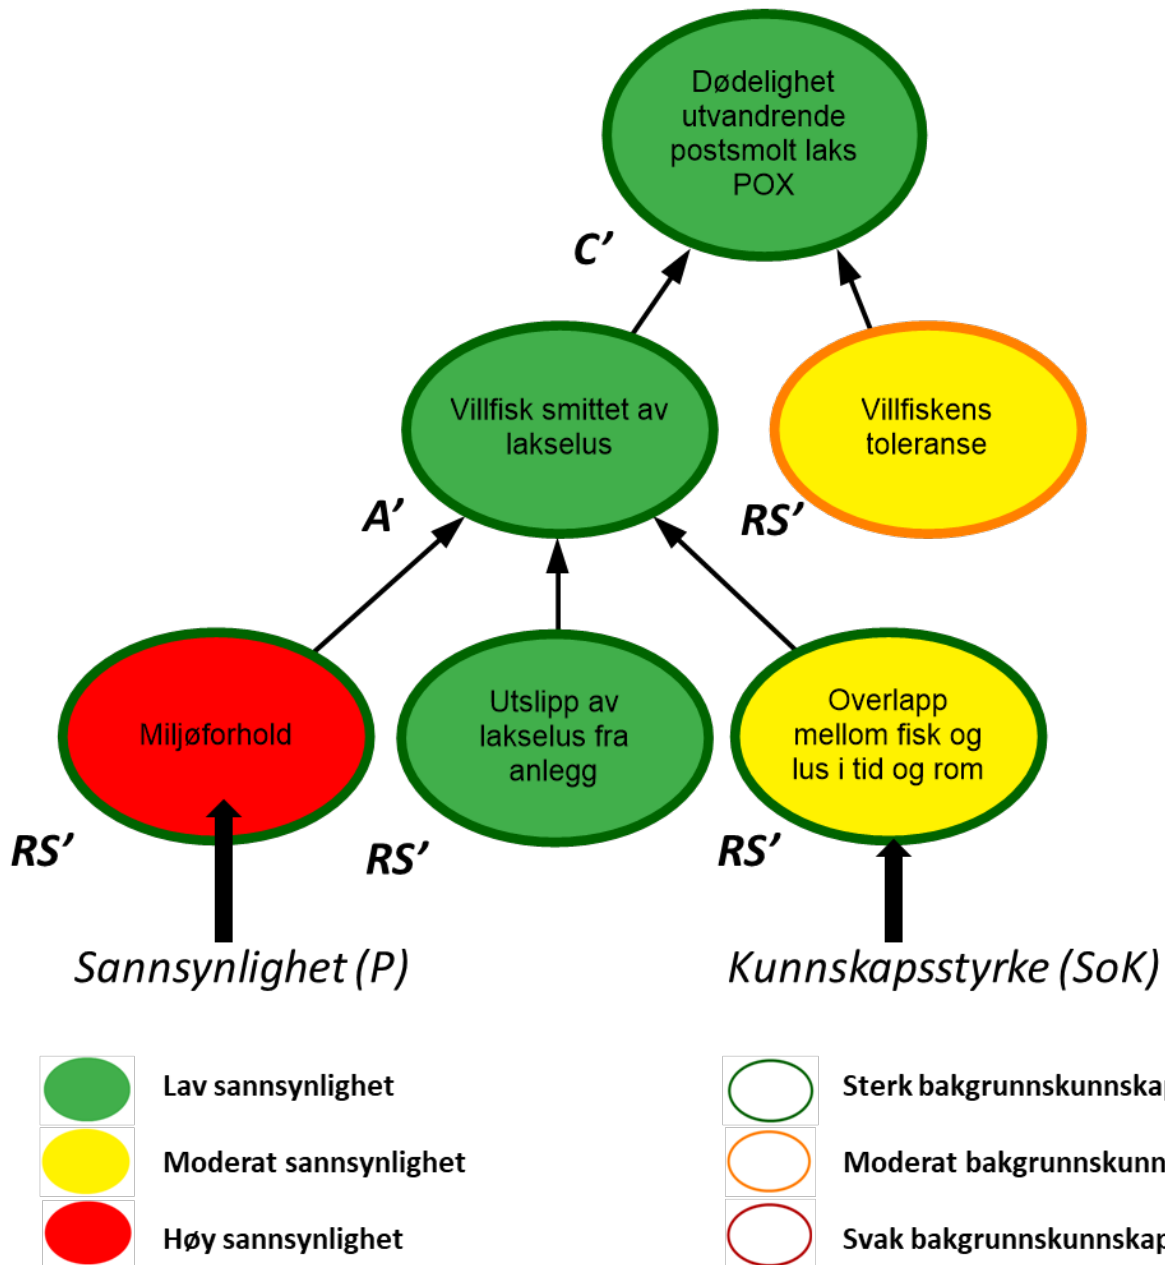 Dødelighet
utvandrende
postsmolt laks
POX
C’
Villfisk smittet av
lakselus
Villfiskens
toleranse
A’
RS’
Miljøforhold
Utslipp av
lakselus fra
anlegg
Overlapp
mellom fisk og
lus i tid og rom
RS’
RS’
RS’
Sannsynlighet (P)
Kunnskapsstyrke (SoK)
Lav sannsynlighet
Sterk bakgrunnskunnskap
Moderat sannsynlighet
Moderat bakgrunnskunn
Høy sannsynlighet
Svak bakgrunnskunnskap